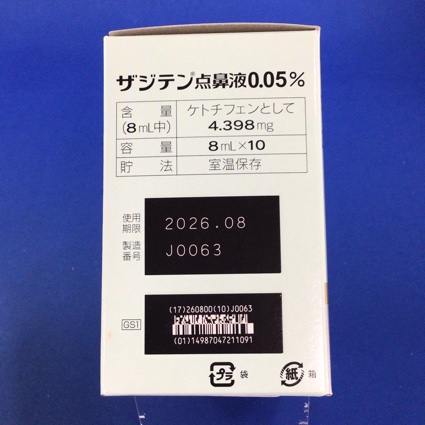 ザジテン®点鼻液0.05%
含量 ケトチフェンとして
(8mL中) 4.398mg
容量 8mL×10
貯法 室温保存
使用期限 2026.08
製造番号 J0063
(17)260800(10)J0063
GS1
(01)14987047211091
プラ 袋
紙 箱